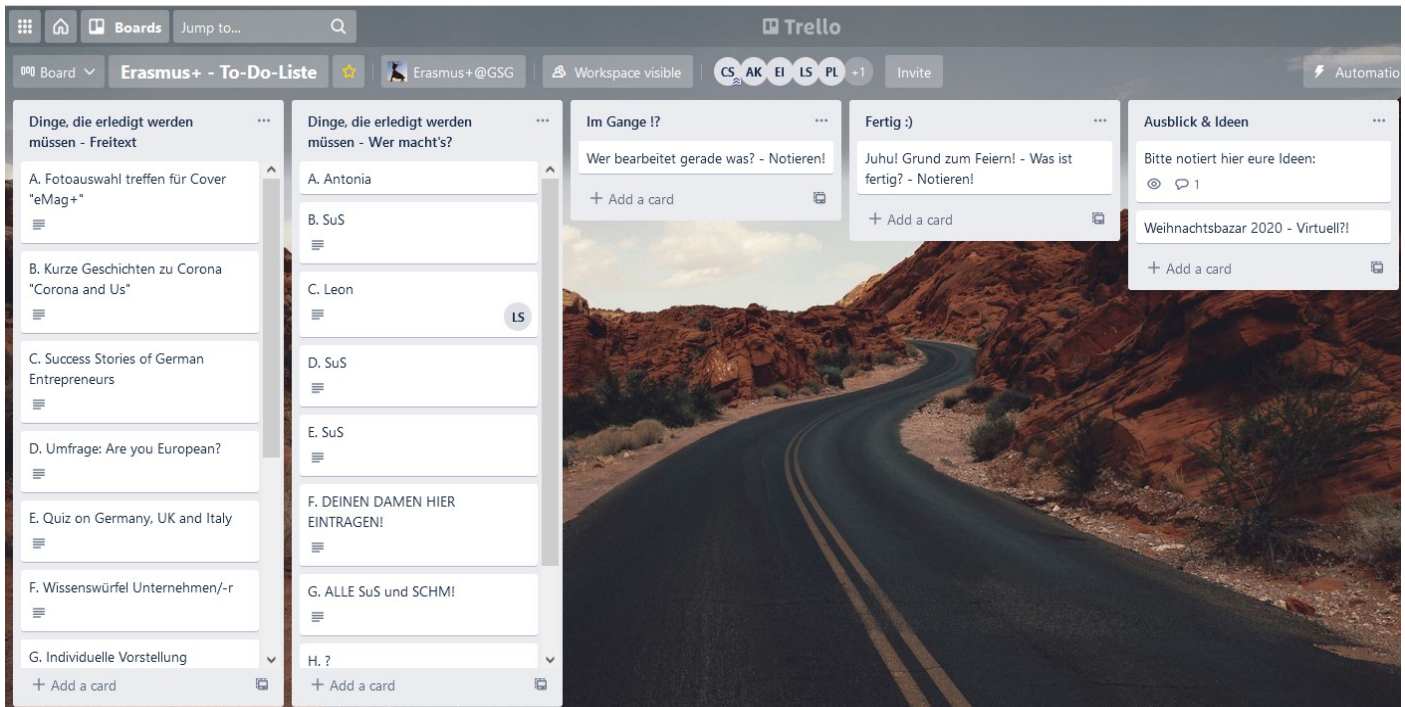 Boards
Jump to...
Trello
Board
Erasmus+ - To-Do-Liste
Erasmus+@GSG
Workspace visible
CS AK EI LS PL +1
Invite
Automatio
Dinge, die erledigt werden
müssen - Freitext
A. Fotoauswahl treffen für Cover
"eMag+"
B. Kurze Geschichten zu Corona
"Corona and Us"
C. Success Stories of German
Entrepreneurs
D. Umfrage: Are you European?
E. Quiz on Germany, UK and Italy
F. Wissenswürfel Unternehmen/-r
G. Individuelle Vorstellung
+ Add a card
Dinge, die erledigt werden
müssen - Wer macht's?
A. Antonia
B. SuS
C. Leon
LS
D. SuS
E. SuS
F. DEINEN DAMEN HIER
EINTRAGEN!
G. ALLE SuS und SCHM!
H. ?
+ Add a card
Im Gange !?
Wer bearbeitet gerade was? - Notieren!
+ Add a card
Fertig :)
Juhu! Grund zum Feiern! - Was ist
fertig? - Notieren!
+ Add a card
Ausblick & Ideen
Bitte notiert hier eure Ideen:
1
Weihnachtsbazar 2020 - Virtuell?!
+ Add a card